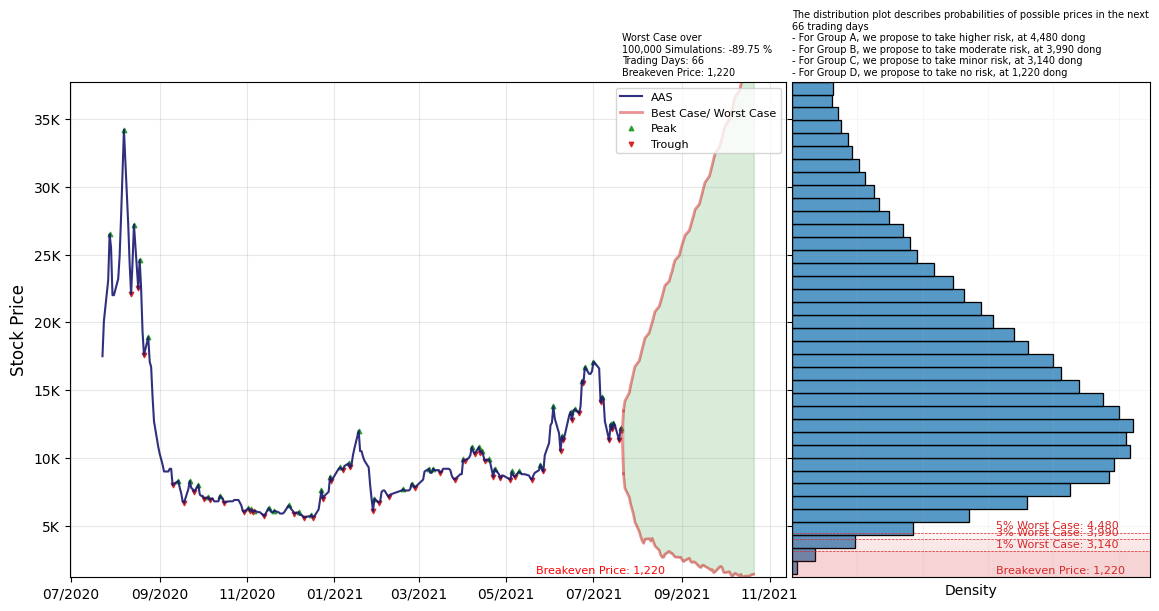 The distribution plot describes probabilities of possible prices in the next
66 trading days
- For Group A, we propose to take higher risk, at 4,480 dong
- For Group B, we propose to take moderate risk, at 3,990 dong
- For Group C, we propose to take minor risk, at 3,140 dong
- For Group D, we propose to take no risk, at 1,220 dong
Worst Case over
100,000 Simulations: -89.75 %
Trading Days: 66
Breakeven Price: 1,220
AAS
Best Case/ Worst Case
Peak
Trough
Stock Price
35K
30K
25K
20K
15K
10K
5K
Breakeven Price: 1,220
07/2020
09/2020
11/2020
01/2021
03/2021
05/2021
07/2021
09/2021
11/2021
5% Worst Case: 4,480
3% Worst Case: 3,990
1% Worst Case: 3,140
Breakeven Price: 1,220
Density